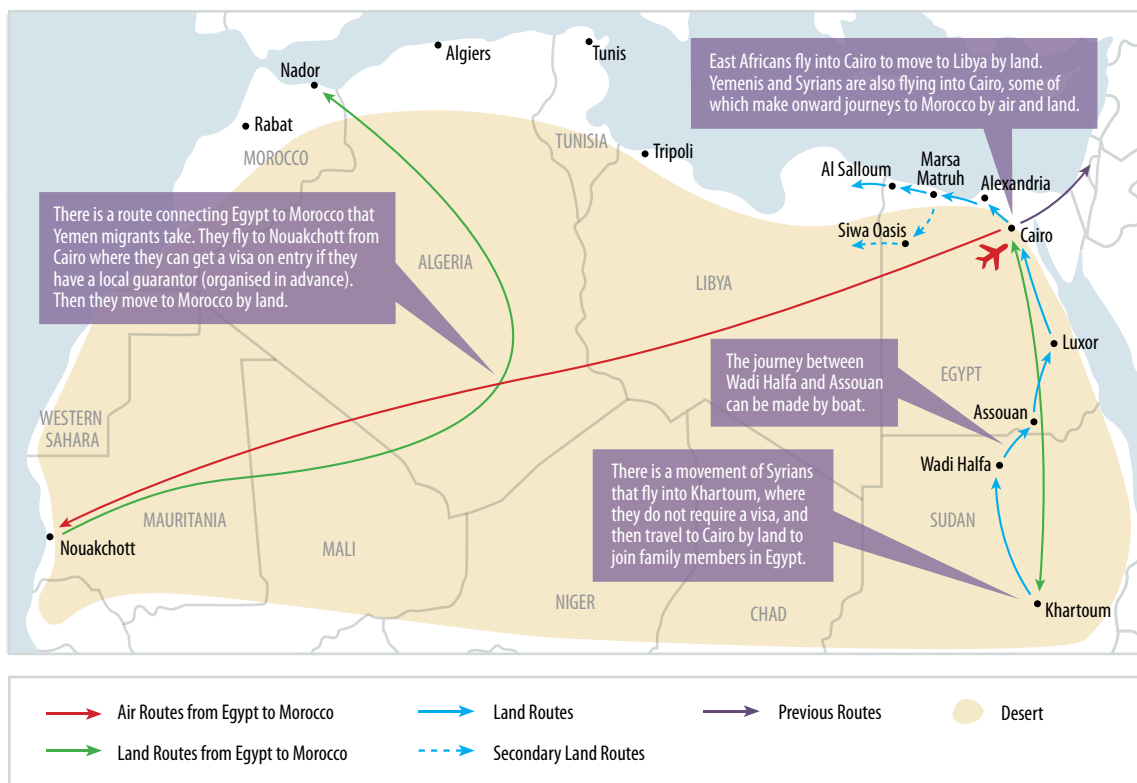 Algiers
Tunis
Nador
East Africans fly into Cairo to move to Libya by land.
Yemenis and Syrians are also flying into Cairo, some of
which make onward journeys to Morocco by air and land.
Rabat
MOROCCO
TUNISIA
Tripoli
Al Salloum
Marsa
Matruh
Alexandria
There is a route connecting Egypt to Morocco that
Yemen migrants take. They fly to Nouakchott from
Cairo where they can get a visa on entry if they
have a local guarantor (organised in advance).
Then they move to Morocco by land.
Siwa Oasis
Cairo
ALGERIA
LIBYA
Luxor
The journey between
Wadi Halfa and Assouan
can be made by boat.
EGYPT
WESTERN
SAHARA
Assouan
Wadi Halfa
There is a movement of Syrians
that fly into Khartoum, where
they do not require a visa, and
then travel to Cairo by land to
join family members in Egypt.
MAURITANIA
SUDAN
Nouakchott
MALI
NIGER
CHAD
Khartoum
Air Routes from Egypt to Morocco
Land Routes
Previous Routes
Desert
Land Routes from Egypt to Morocco
Secondary Land Routes